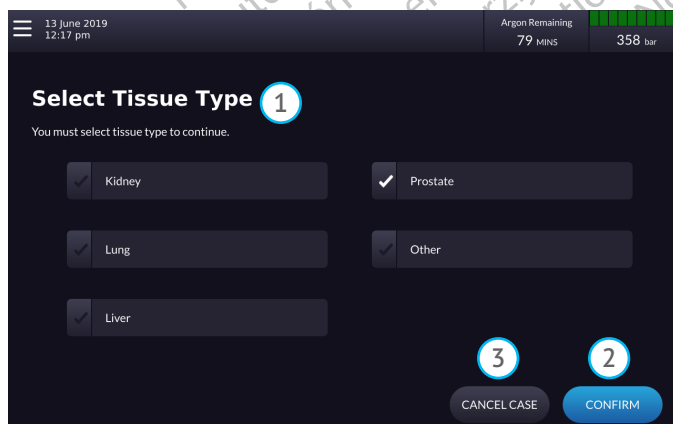 13 June 2019
12:17 pm
Argon Remaining
79 MINS
358 bar
Select Tissue Type
1
You must select tissue type to continue.
Kidney
Prostate
Lung
Other
Liver
3
2
CANCEL CASE
CONFIRM